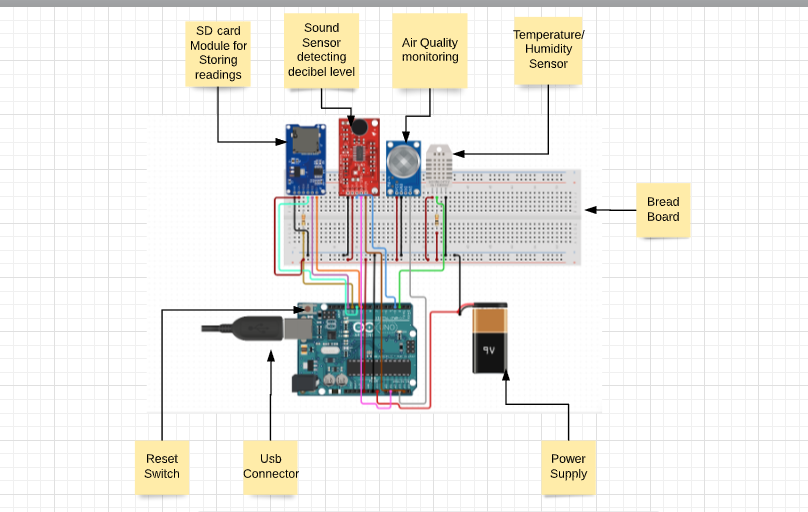 SD card
Module for
Storing
readings
Sound
Sensor
detecting
decibel level
Air Quality
monitoring
Temperature/
Humidity
Sensor
Bread
Board
UNO
9V
Reset
Switch
Usb
Connector
Power
Supply